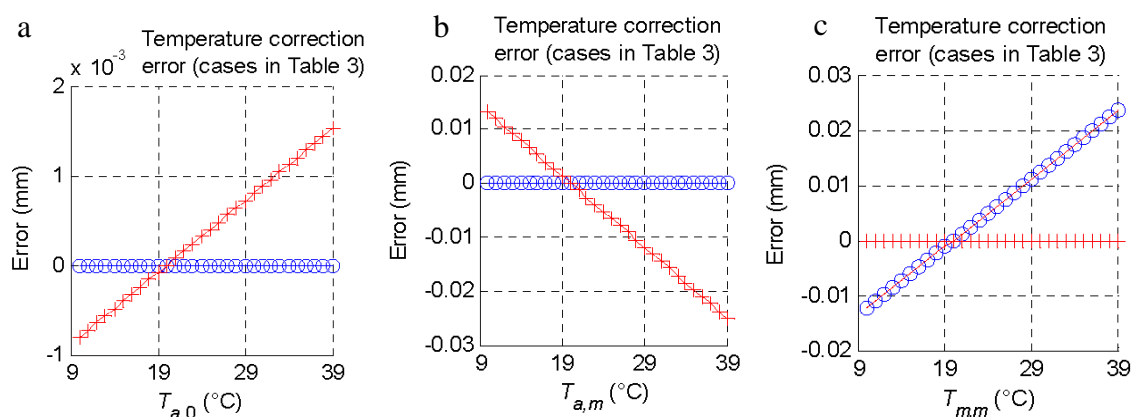 a
Temperature correction
error (cases in Table 3)
x 10⁻³
2
1
0
-1
Error (mm)
9 19 29 39
T a,0 (°C)
b
Temperature correction
error (cases in Table 3)
0.02
0.01
0
-0.01
-0.02
-0.03
Error (mm)
9 19 29 39
T a,m (°C)
c
Temperature correction
error (cases in Table 3)
0.03
0.02
0.01
0
-0.01
-0.02
Error (mm)
9 19 29 39
T m,m (°C)